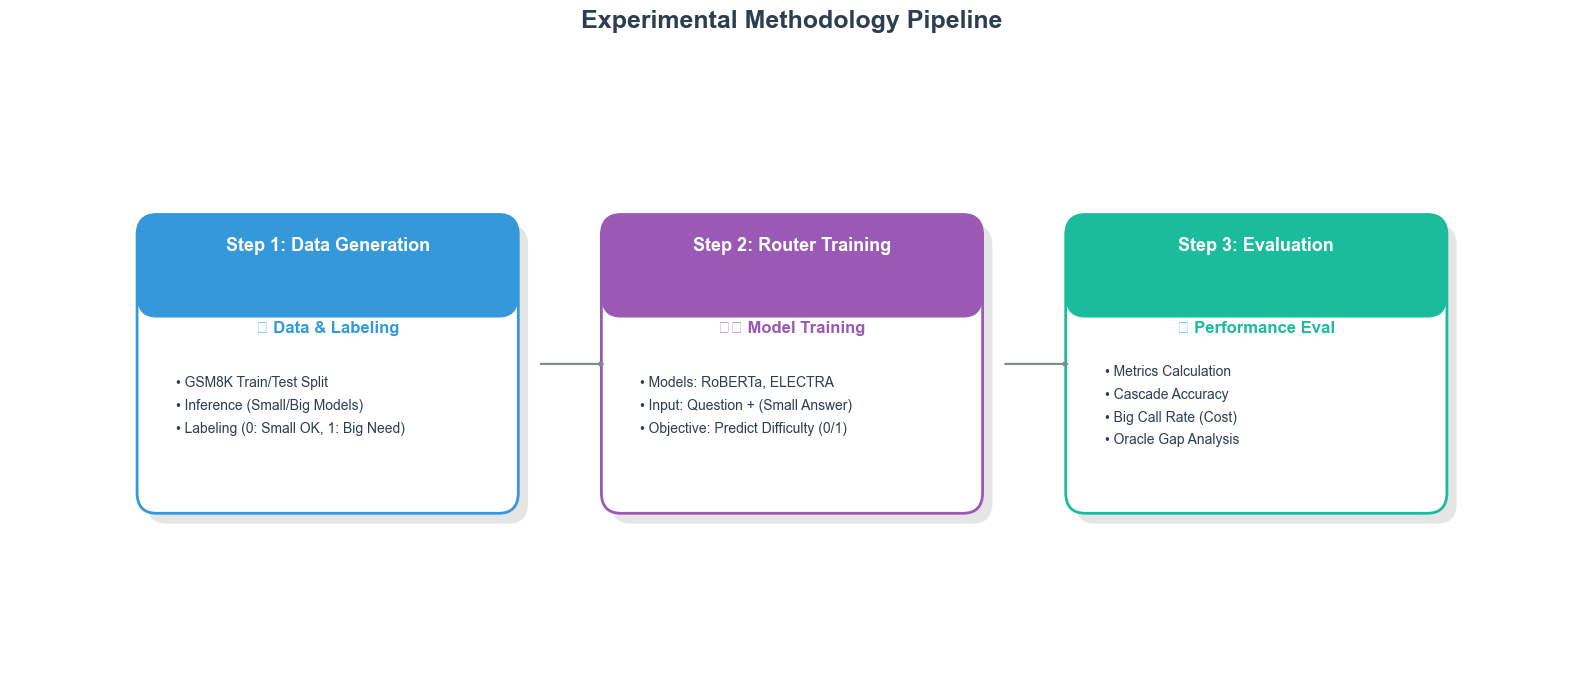 Experimental Methodology Pipeline
Step 1: Data Generation
Data & Labeling
• GSM8K Train/Test Split
• Inference (Small/Big Models)
• Labeling (0: Small OK, 1: Big Need)
Step 2: Router Training
Model Training
• Models: RoBERTa, ELECTRA
• Input: Question + (Small Answer)
• Objective: Predict Difficulty (0/1)
Step 3: Evaluation
Performance Eval
• Metrics Calculation
• Cascade Accuracy
• Big Call Rate (Cost)
• Oracle Gap Analysis